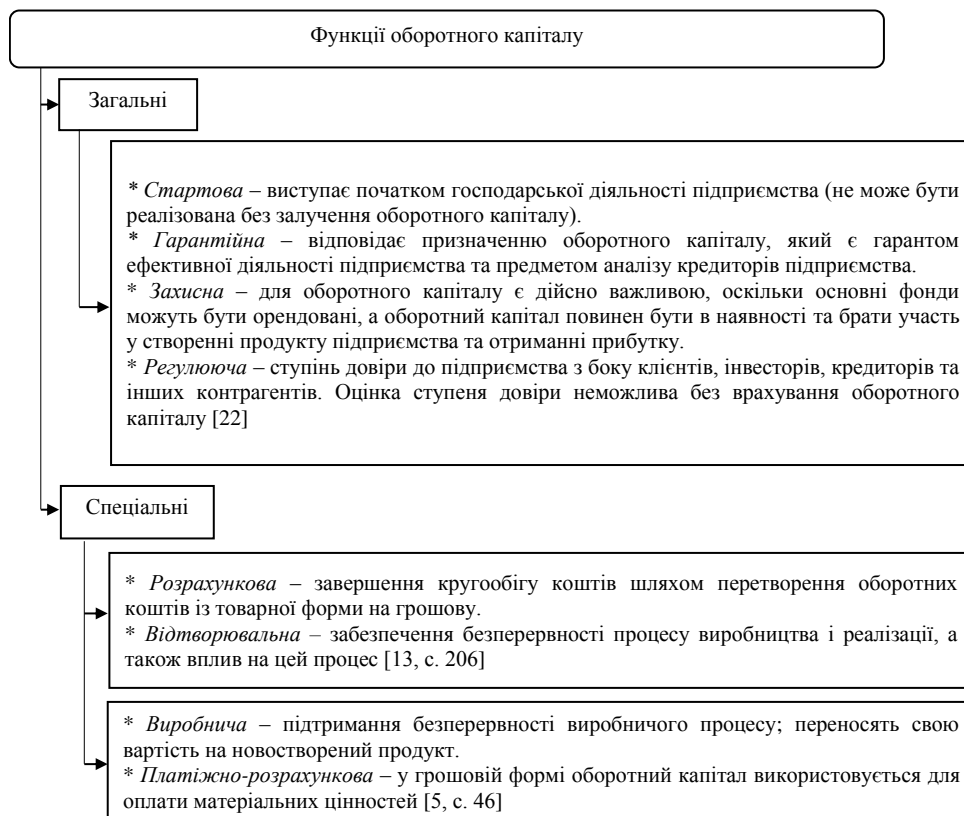 Функції оборотного капіталу
Загальні
* Стартова – виступає початком господарської діяльності підприємства (не може бути
реалізована без залучення оборотного капіталу).
* Гарантійна – відповідає призначенню оборотного капіталу, який є гарантом
ефективної діяльності підприємства та предметом аналізу кредиторів підприємства.
* Захисна – для оборотного капіталу є дійсно важливою, оскільки основні фонди
можуть бути орендовані, а оборотний капітал повинен бути в наявності та брати участь
у створенні продукту підприємства та отриманні прибутку.
* Регулююча – ступінь довіри до підприємства з боку клієнтів, інвесторів, кредиторів та
інших контрагентів. Оцінка ступеня довіри неможлива без врахування оборотного
капіталу [22]
Спеціальні
* Розрахункова – завершення кругообігу коштів шляхом перетворення оборотних
коштів із товарної форми на грошову.
* Відтворювальна – забезпечення безперервності процесу виробництва і реалізації, а
також вплив на цей процес [13, с. 206]
* Виробнича – підтримання безперервності виробничого процесу; переносять свою
вартість на новостворений продукт.
* Платіжно-розрахункова – у грошовій формі оборотний капітал використовується для
оплати матеріальних цінностей [5, с. 46]